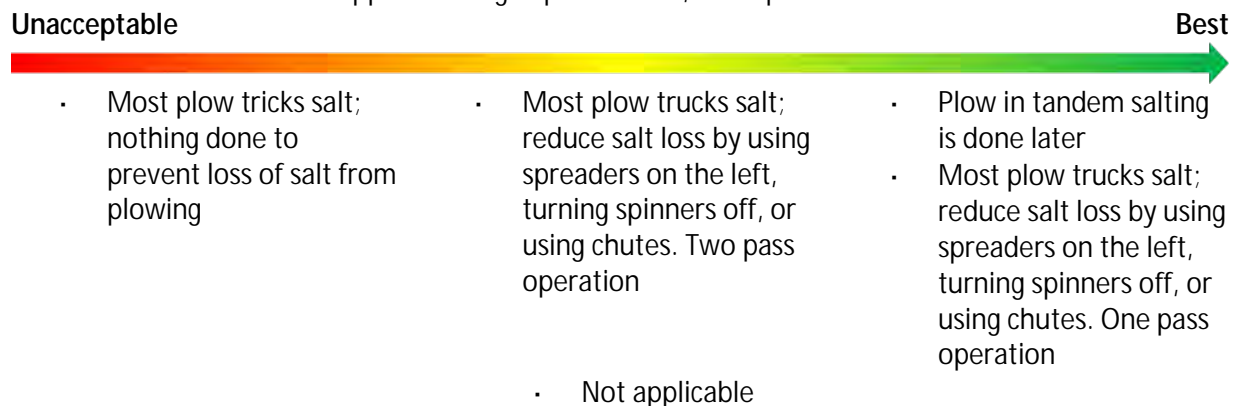 Unacceptable Best
· Most plow tricks salt;
nothing done to
prevent loss of salt from
plowing
· Most plow trucks salt;
reduce salt loss by using
spreaders on the left,
turning spinners off, or
using chutes. Two pass
operation
· Plow in tandem salting
is done later
· Most plow trucks salt;
reduce salt loss by using
spreaders on the left,
turning spinners off, or
using chutes. One pass
operation
· Not applicable